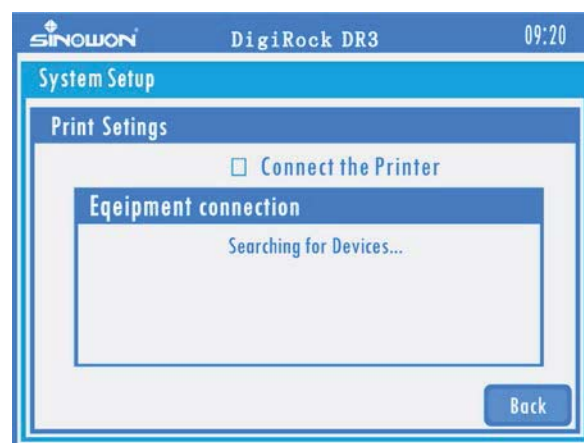 SINOWON DigiRock DR3 09:20
System Setup
Print Setings
Connect the Printer
Eqeipment connection
Searching for Devices...
Back